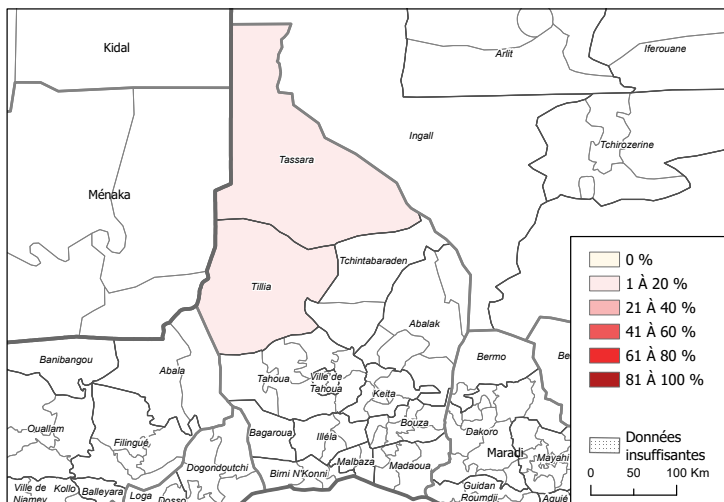 Kidal
Arlit
Iferouane
Ingall
Tchirozerine
Tassara
Ménaka
Tchintabaraden
Tillia
Abalak
Banibangou
Abala
Bermo
Be
Tahoua
Ville de
Tahoua
Keita
Ouallam
Filingué
Bagaroua
Illéla
Bouza
Dakoro
Maradi
Mayahi
Dogondoutchi
Bimi N'Konni
Malbaza
Madaoua
Ville de
Niamey
Kollo
Balleyara
Loga
Dosso
Guidan
Roumdji
Aguié
0 %
1 À 20 %
21 À 40 %
41 À 60 %
61 À 80 %
81 À 100 %
Données
insuffisantes
0 50 100 Km